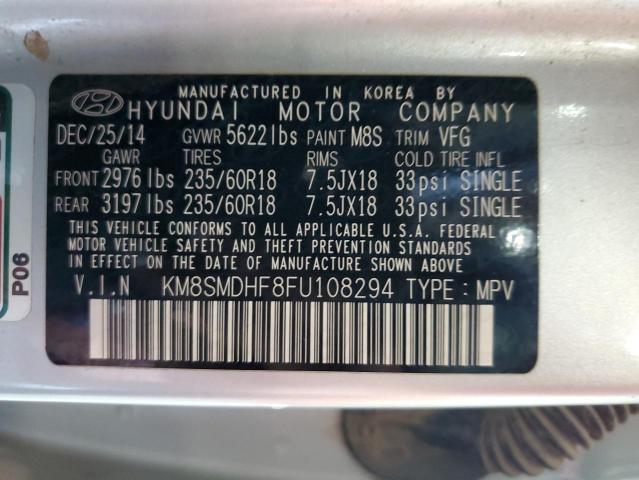 MANUFACTURED IN KOREA BY
HYUNDAI MOTOR COMPANY
DEC/25/14 GVWR 5622lbs PAINT M8S TRIM VFG
GAWR TIRES RIMS COLD TIRE INFL
FRONT 2976lbs 235/60R18 7.5JX18 33psi SINGLE
REAR 3197lbs 235/60R18 7.5JX18 33psi SINGLE
THIS VEHICLE CONFORMS TO ALL APPLICABLE U.S.A. FEDERAL
MOTOR VEHICLE SAFETY AND THEFT PREVENTION STANDARDS
IN EFFECT ON THE DATE OF MANUFACTURE SHOWN ABOVE
V.I.N KM8SMDHF8FU108294 TYPE : MPV
P06